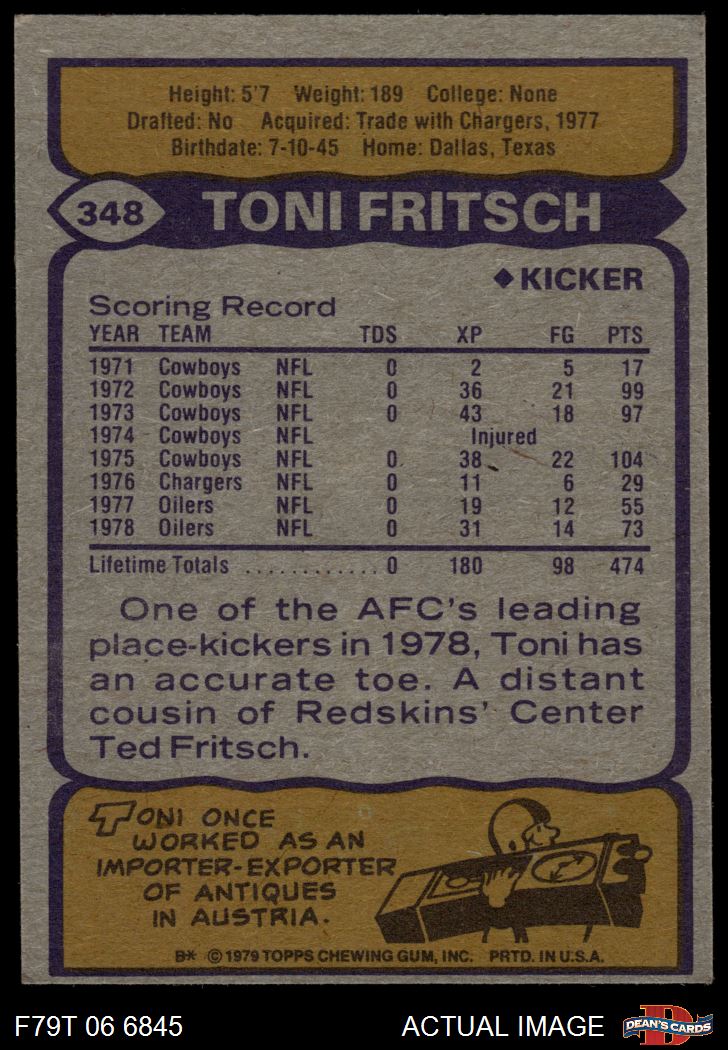 Height: 5'7 Weight: 189 College: None
Drafted: No Acquired: Trade with Chargers, 1977
Birthdate: 7-10-45 Home: Dallas, Texas
348 TONI FRITSCH
◆ KICKER
Scoring Record
YEAR TEAM TDS XP FG PTS
1971 Cowboys NFL 0 2 5 17
1972 Cowboys NFL 0 36 21 99
1973 Cowboys NFL 0 43 18 97
1974 Cowboys NFL Injured
1975 Cowboys NFL 0 38 22 104
1976 Chargers NFL 0 11 6 29
1977 Oilers NFL 0 19 12 55
1978 Oilers NFL 0 31 14 73
Lifetime Totals ............ 0 180 98 474
One of the AFC's leading
place-kickers in 1978, Toni has
an accurate toe. A distant
cousin of Redskins' Center
Ted Fritsch.
TONI ONCE
WORKED AS AN
IMPORTER-EXPORTER
OF ANTIQUES
IN AUSTRIA.
B* © 1979 TOPPS CHEWING GUM, INC. PRTD. IN U.S.A.
F79T 06 6845 ACTUAL IMAGE D DEAN'S CARDS